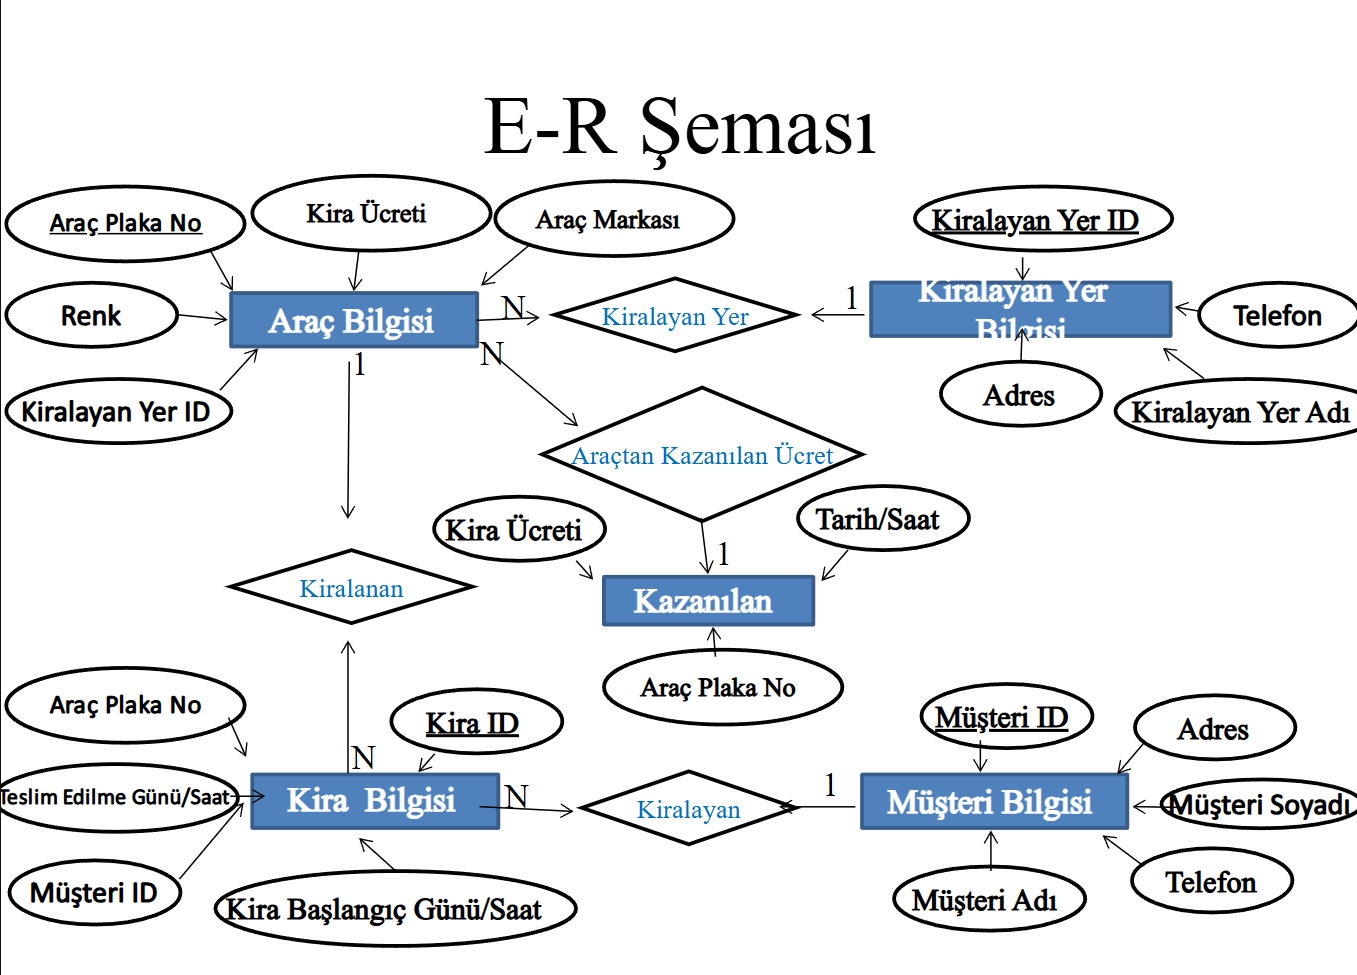 E-R Şeması
Araç Plaka No
Kira Ücreti
Araç Markası
Kiralayan Yer ID
Renk
Araç Bilgisi
N
Kiralayan Yer
1
Kiralayan Yer
Bilgisi
Telefon
1
N
Kiralayan Yer ID
Adres
Kiralayan Yer Adı
Araçtan Kazanılan Ücret
Kira Ücreti
Tarih/Saat
1
Kiralanan
Kazanılan
Araç Plaka No
Araç Plaka No
Kira ID
Müşteri ID
Adres
N
Teslim Edilme Günü/Saat
Kira Bilgisi
N
Kiralayan
1
Müşteri Bilgisi
Müşteri Soyadı
Müşteri ID
Kira Başlangıç Günü/Saat
Müşteri Adı
Telefon